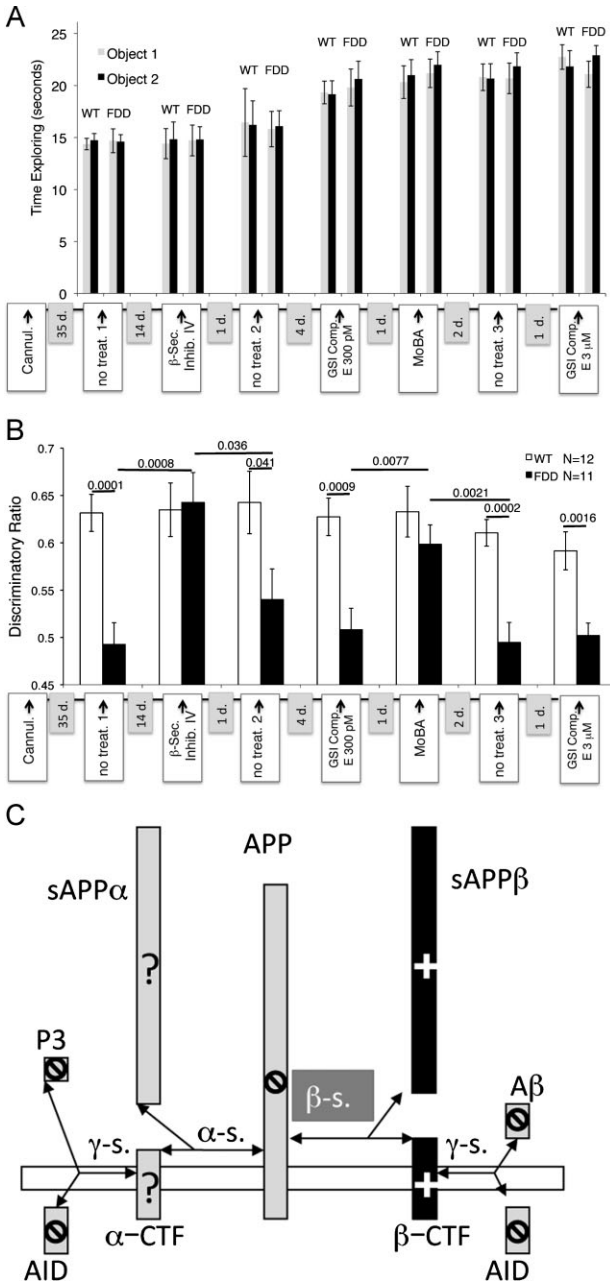 A
Object 1
Object 2
Time Exploring (seconds)
30
25
20
15
10
5
0
WT FDD
WT FDD
WT FDD
WT FDD
WT FDD
WT FDD
WT FDD
Cannul.
35 d.
no treat. 1
14 d.
β-Sec. Inhib. IV
1 d.
no treat. 2
4 d.
GSI Comp. E 300 pM
1 d.
MoBA
2 d.
no treat. 3
1 d.
GSI Comp. E 3 μM
B
Discriminatory Ratio
0.7
0.65
0.6
0.55
0.5
0.45
WT N=12
FDD N=11
0.0001
0.0008
0.036
0.041
0.0009
0.0077
0.0021
0.0002
0.0016
Cannul.
35 d.
no treat. 1
14 d.
β-Sec. Inhib. IV
1 d.
no treat. 2
4 d.
GSI Comp. E 300 pM
1 d.
MoBA
2 d.
no treat. 3
1 d.
GSI Comp. E 3 μM
C
APP
sAPPα
sAPPβ
?
+
P3
β-s.
Aβ
α-s.
γ-s.
γ-s.
?
+
α-CTF
β-CTF
AID
AID